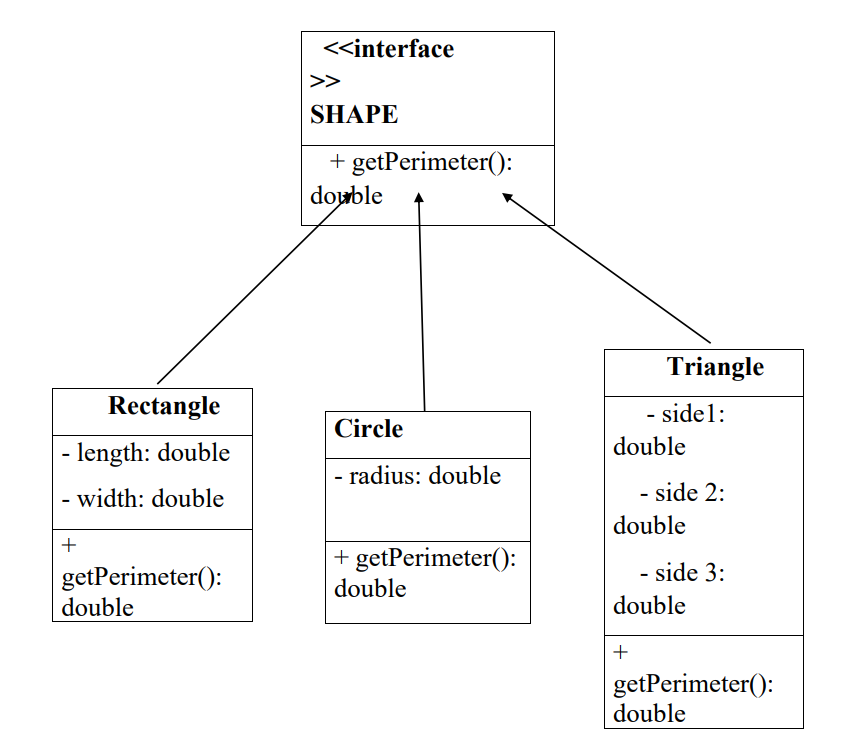 <<interface
>>
SHAPE
+ getPerimeter():
double
Rectangle
- length: double
- width: double
+
getPerimeter():
double
Circle
- radius: double
+ getPerimeter():
double
Triangle
- side1:
double
- side 2:
double
- side 3:
double
+
getPerimeter():
double